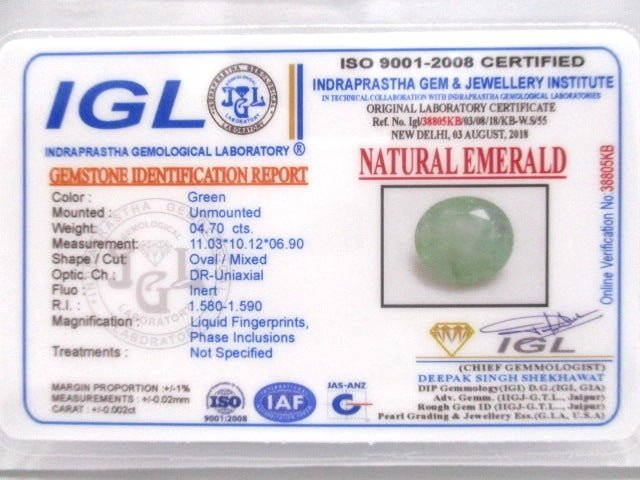 IGL
INDRAPRASTHA GEMOLOGICAL LABORATORY ®
GEMSTONE IDENTIFICATION REPORT
Color : Green
Mounted : Unmounted
Weight: 04.70 cts.
Measurement: 11.03*10.12*06.90
Shape / Cut: Oval / Mixed
Optic. Ch : DR-Uniaxial
Fluo : Inert
R.I. : 1.580-1.590
Magnification: Liquid Fingerprints,
Phase Inclusions
Treatments : Not Specified
MARGIN PROPORTION :+/-1%
MEASUREMENTS : +/-0.02mm
CARAT : +/-0.002ct
ISO
9001:2008
IAF
JAS-ANZ
ISO 9001-2008 CERTIFIED
INDRAPRASTHA GEM & JEWELLERY INSTITUTE
IN TECHNICAL COLLABORATION WITH INDRAPRASTHA GEMOLOGICAL LABORATORIES
ORIGINAL LABORATORY CERTIFICATE
Ref. No. Igl/38805KB/03/08/18/KB-W.S/55
NEW DELHI, 03 AUGUST, 2018
NATURAL EMERALD
Online Verification No:38805KB
IGL
(CHIEF GEMMOLOGIST)
DEEPAK SINGH SHEKHAWAT
DIP Gemmology(IGI) D.G.(IGI, GIA)
Adv. Gemm. (IIGJ-G.T.L., Jaipur)
Rough Gem ID (IIGJ-G.T.L., Jaipur)
Pearl Grading & Jewellery Ess.(G.I.A, U.S.A)